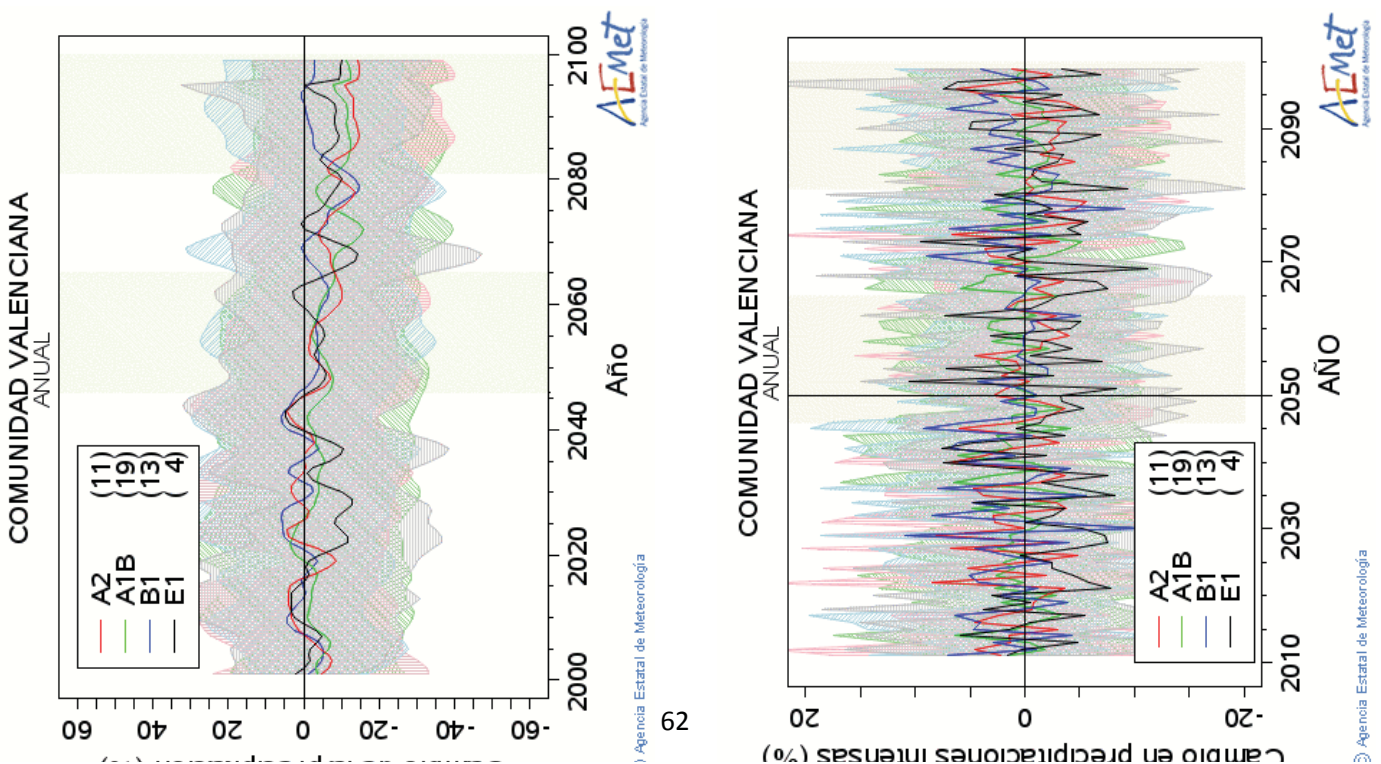 COMUNIDAD VALENCIANA
ANUAL
A2 (11)
A1B (19)
B1 (13)
E1 (4)
60
40
20
0
-20
-40
-60
2000
2020
2040
2060
2080
2100
Año
AEMet
Agencia Estatal de Meteorología
Agencia Estatal de Meteorología
62
COMUNIDAD VALENCIANA
ANUAL
A2 (11)
A1B (19)
B1 (13)
E1 (4)
Cambio en precipitaciones intensas (%)
20
0
-20
2010
2030
2050
2070
2090
AÑO
AEMet
Agencia Estatal de Meteorología
© Agencia Estatal de Meteorología